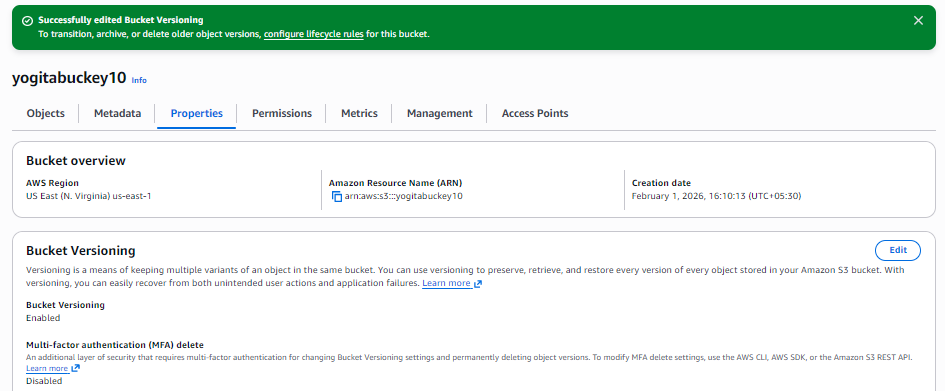 Successfully edited Bucket Versioning
To transition, archive, or delete older object versions, configure lifecycle rules for this bucket.
yogitabuckey10 Info
Objects Metadata Properties Permissions Metrics Management Access Points
Bucket overview
AWS Region Amazon Resource Name (ARN) Creation date
US East (N. Virginia) us-east-1 arn:aws:s3:::yogitabuckey10 February 1, 2026, 16:10:13 (UTC+05:30)
Bucket Versioning Edit
Versioning is a means of keeping multiple variants of an object in the same bucket. You can use versioning to preserve, retrieve, and restore every version of every object stored in your Amazon S3 bucket. With
versioning, you can easily recover from both unintended user actions and application failures. Learn more
Bucket Versioning
Enabled
Multi-factor authentication (MFA) delete
An additional layer of security that requires multi-factor authentication for changing Bucket Versioning settings and permanently deleting object versions. To modify MFA delete settings, use the AWS CLI, AWS SDK, or the Amazon S3 REST API.
Learn more
Disabled